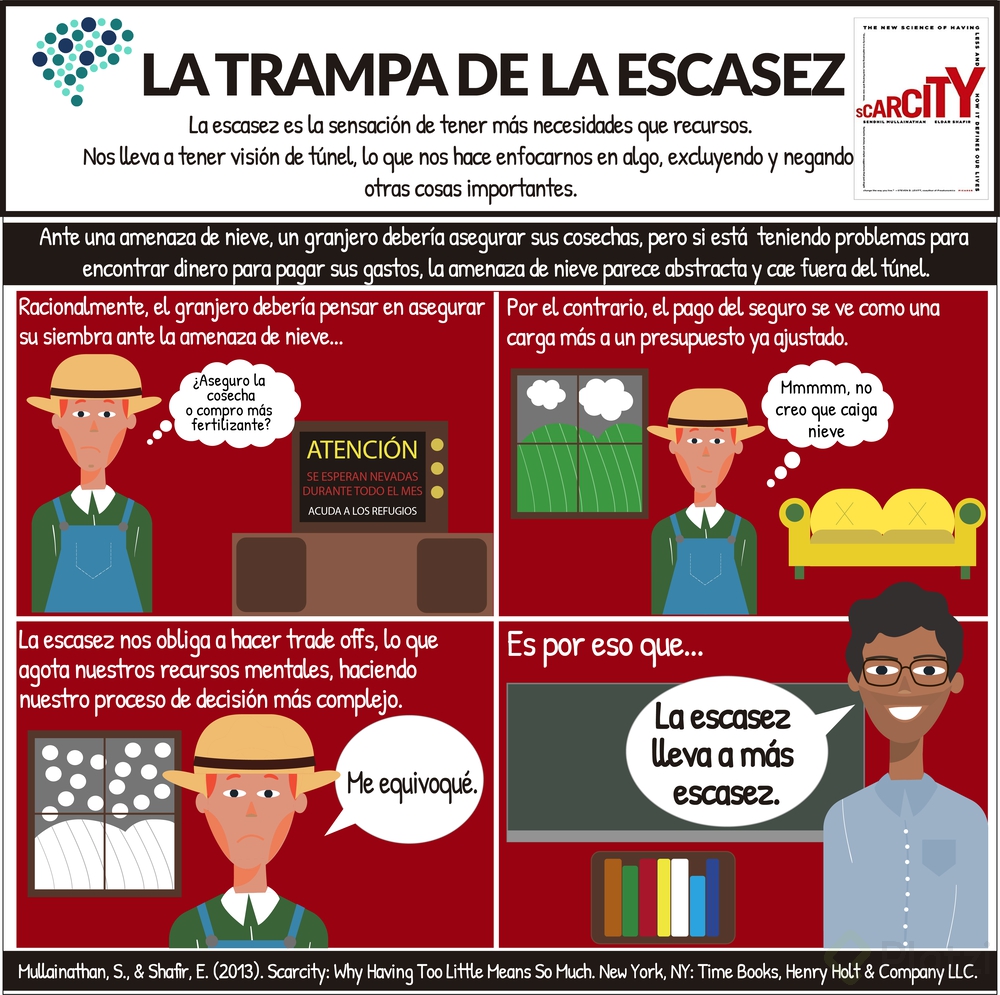 LA TRAMPA DE LA ESCASEZ
La escasez es la sensación de tener más necesidades que recursos.
Nos lleva a tener visión de túnel, lo que nos hace enfocarnos en algo, excluyendo y negando
otras cosas importantes.
THE NEW SCIENCE OF HAVING
LESS AND HOW IT DEFINES OUR LIVES
SCARCITY
SENDHIL MULLAINATHAN ELDAR SHAFIR
Ante una amenaza de nieve, un granjero debería asegurar sus cosechas, pero si está teniendo problemas para
encontrar dinero para pagar sus gastos, la amenaza de nieve parece abstracta y cae fuera del túnel.
Racionalmente, el granjero debería pensar en asegurar
su siembra ante la amenaza de nieve...
¿Aseguro la
cosecha
o compro más
fertilizante?
ATENCIÓN
SE ESPERAN NEVADAS
DURANTE TODO EL MES
ACUDA A LOS REFUGIOS
Por el contrario, el pago del seguro se ve como una
carga más a un presupuesto ya ajustado.
Mmmmm, no
creo que caiga
nieve
La escasez nos obliga a hacer trade offs, lo que
agota nuestros recursos mentales, haciendo
nuestro proceso de decisión más complejo.
Me equivoqué.
Es por eso que...
La escasez
lleva a más
escasez.
Mullainathan, S., & Shafir, E. (2013). Scarcity: Why Having Too Little Means So Much. New York, NY: Time Books, Henry Holt & Company LLC.